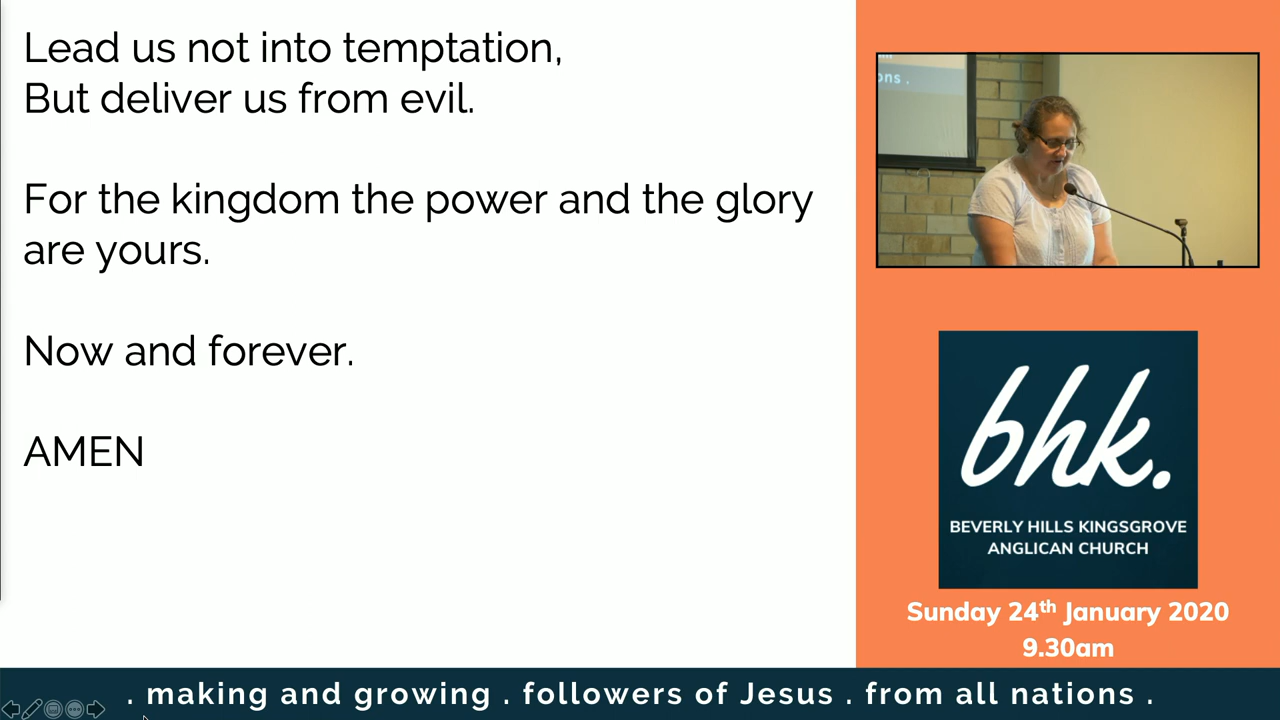 Lead us not into temptation,
But deliver us from evil.
For the kingdom the power and the glory
are yours.
Now and forever.
AMEN
ons .
bhk.
BEVERLY HILLS KINGSGROVE
ANGLICAN CHURCH
Sunday 24th January 2020
9.30am
. making and growing . followers of Jesus . from all nations .